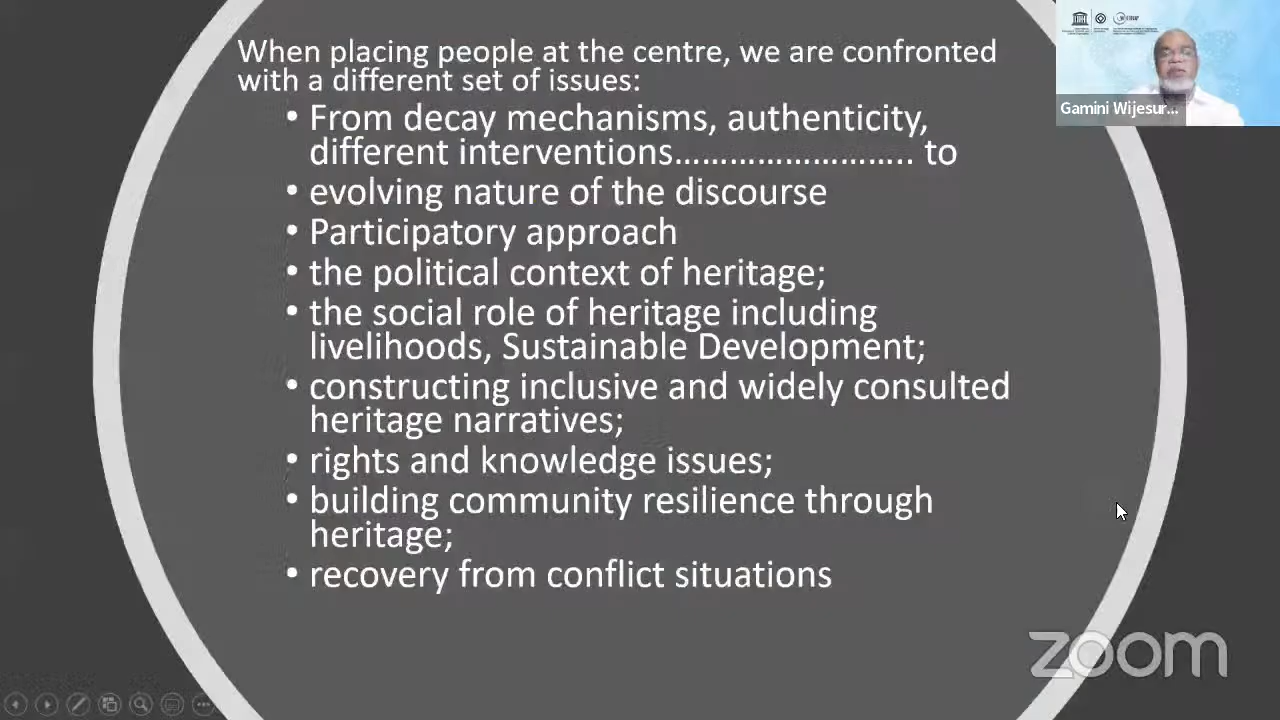 When placing people at the centre, we are confronted
with a different set of issues:
• From decay mechanisms, authenticity,
different interventions…………………….. to
• evolving nature of the discourse
• Participatory approach
• the political context of heritage;
• the social role of heritage including
livelihoods, Sustainable Development;
• constructing inclusive and widely consulted
heritage narratives;
• rights and knowledge issues;
• building community resilience through
heritage;
• recovery from conflict situations
Gamini Wijesur...
zoom